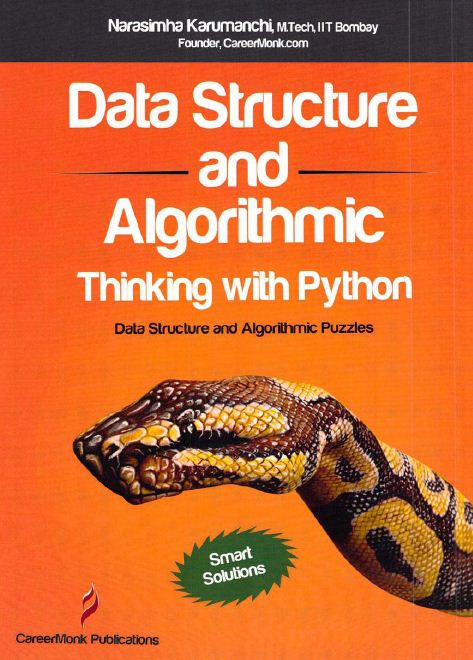 Narasimha Karumanchi, M.Tech, IIT Bombay
Founder, CareerMonk.com
Data Structure
and
Algorithmic
Thinking with Python
Data Structure and Algorithmic Puzzles
Smart
Solutions
CareerMonk Publications